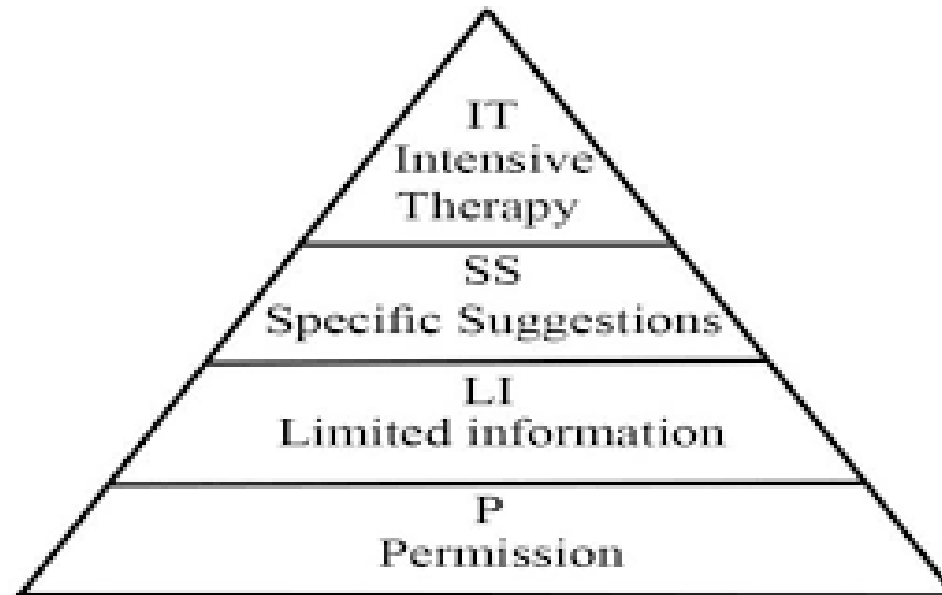 IT
Intensive
Therapy
SS
Specific Suggestions
LI
Limited information
P
Permission